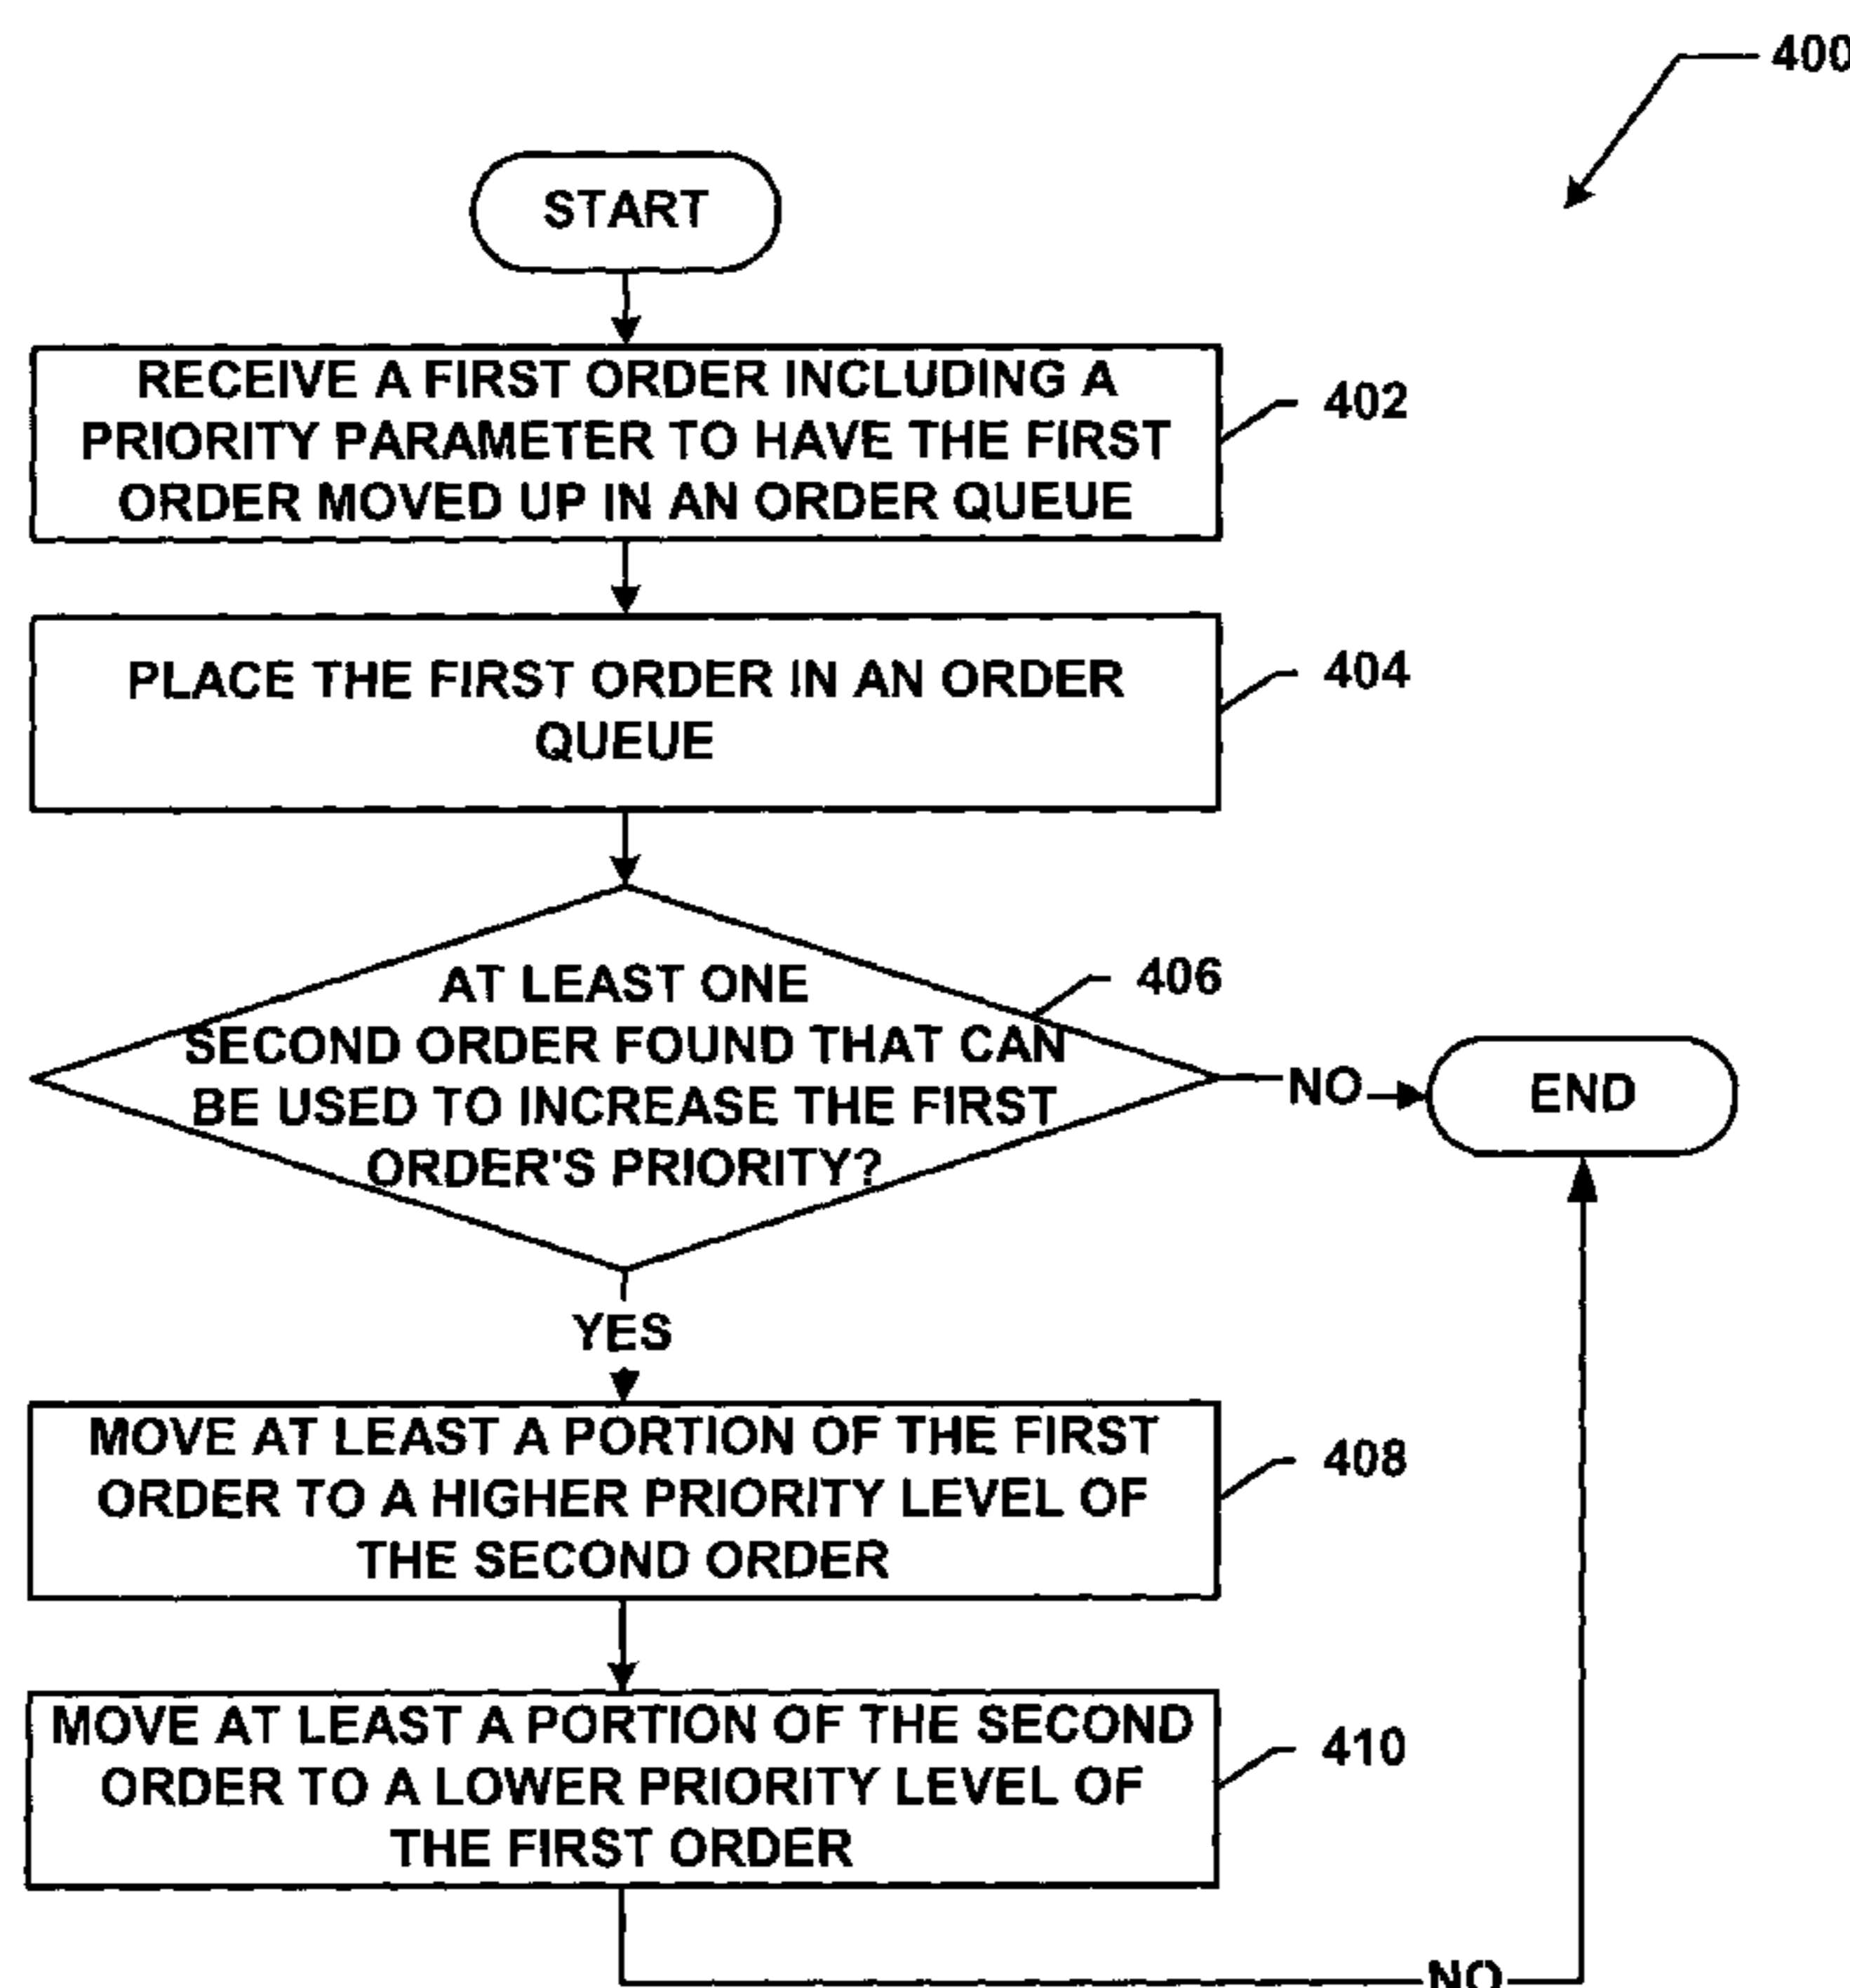 400
START
RECEIVE A FIRST ORDER INCLUDING A
PRIORITY PARAMETER TO HAVE THE FIRST
ORDER MOVED UP IN AN ORDER QUEUE
402
PLACE THE FIRST ORDER IN AN ORDER
QUEUE
404
AT LEAST ONE
SECOND ORDER FOUND THAT CAN
BE USED TO INCREASE THE FIRST
ORDER'S PRIORITY?
406
NO
END
YES
MOVE AT LEAST A PORTION OF THE FIRST
ORDER TO A HIGHER PRIORITY LEVEL OF
THE SECOND ORDER
408
MOVE AT LEAST A PORTION OF THE SECOND
ORDER TO A LOWER PRIORITY LEVEL OF
THE FIRST ORDER
410
NO